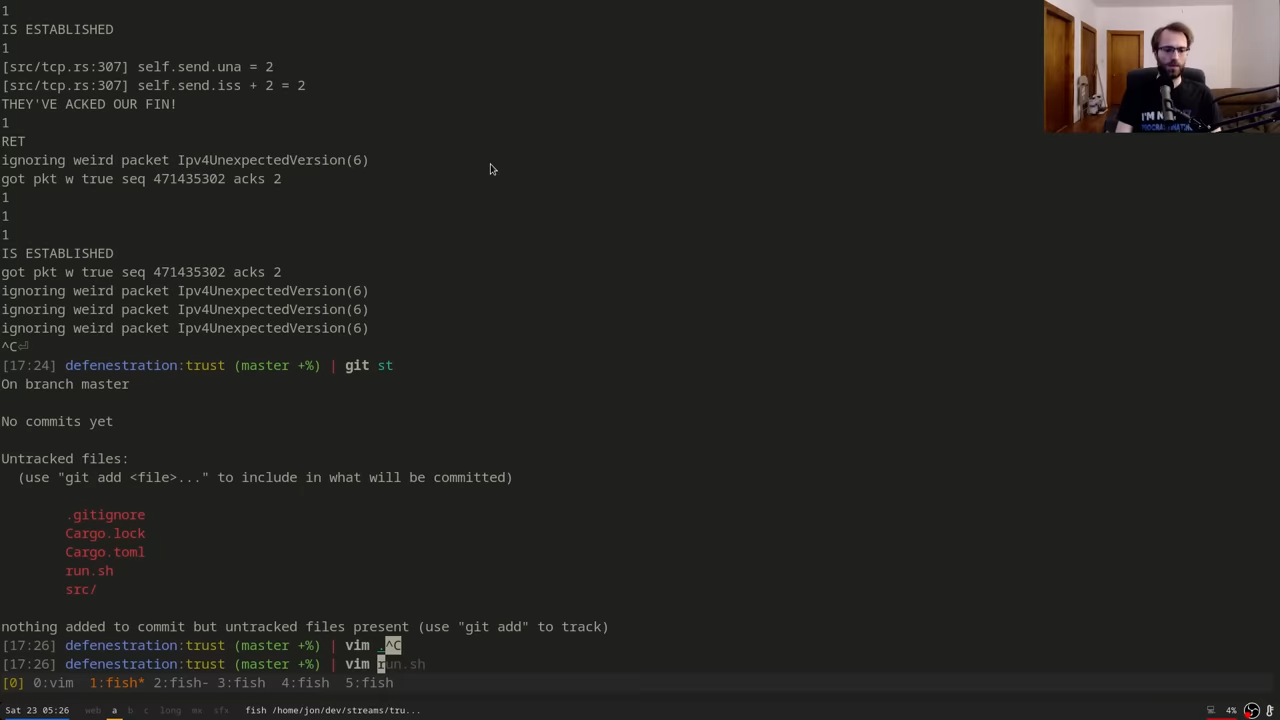 1
IS ESTABLISHED
1
[src/tcp.rs:307] self.send.una = 2
[src/tcp.rs:307] self.send.iss + 2 = 2
THEY'VE ACKED OUR FIN!
1
RET
ignoring weird packet Ipv4UnexpectedVersion(6)
got pkt w true seq 471435302 acks 2
1
1
1
IS ESTABLISHED
got pkt w true seq 471435302 acks 2
ignoring weird packet Ipv4UnexpectedVersion(6)
ignoring weird packet Ipv4UnexpectedVersion(6)
ignoring weird packet Ipv4UnexpectedVersion(6)
^C⏎
[17:24] defenestration:trust (master +%) | git st
On branch master
No commits yet
Untracked files:
(use "git add <file>..." to include in what will be committed)
.gitignore
Cargo.lock
Cargo.toml
run.sh
src/
nothing added to commit but untracked files present (use "git add" to track)
[17:26] defenestration:trust (master +%) | vim .^C
[17:26] defenestration:trust (master +%) | vim run.sh
[0] 0:vim 1:fish* 2:fish- 3:fish 4:fish 5:fish
Sat 23 05:26 web a b c long mx sfx fish /home/jon/dev/streams/tru... 4%
I'M N